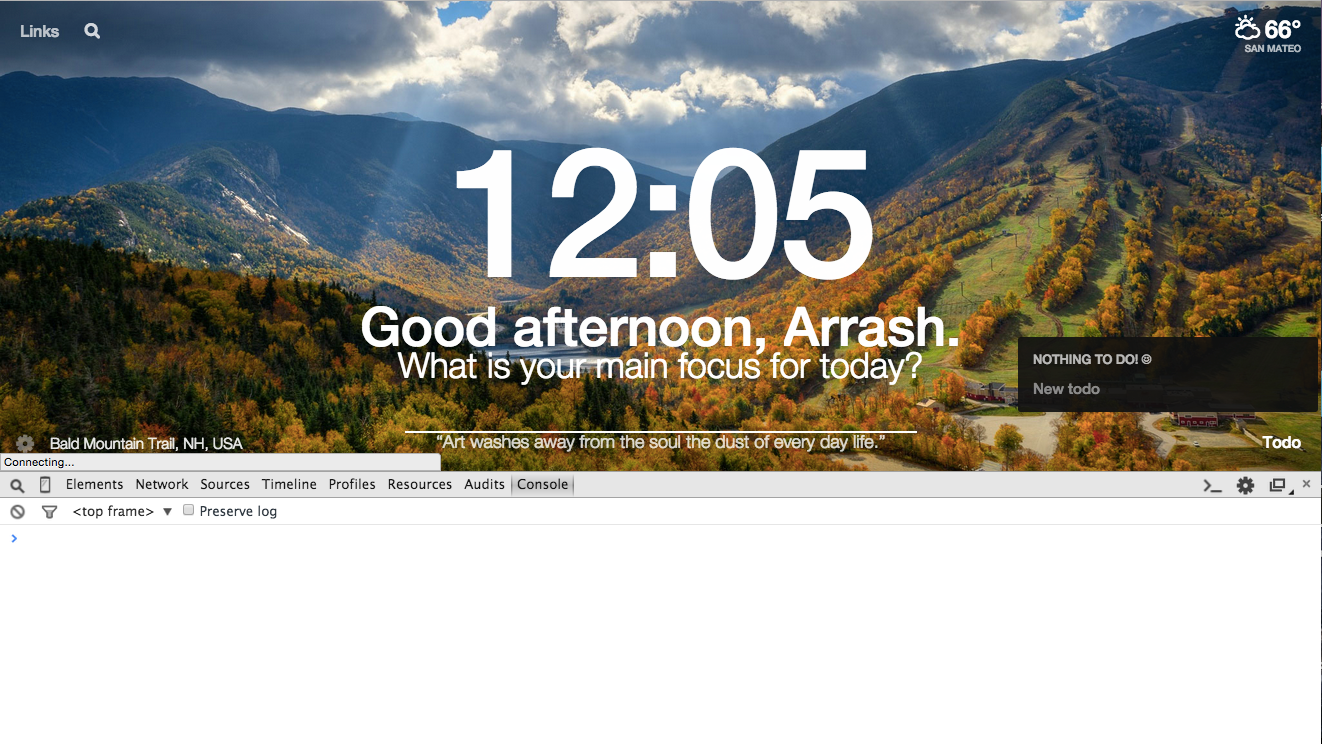 Links
66°
SAN MATEO
12:05
Good afternoon, Arrash.
What is your main focus for today?
NOTHING TO DO! ☺
New todo
Bald Mountain Trail, NH, USA
“Art washes away from the soul the dust of every day life.”
Todo
Connecting...
Elements Network Sources Timeline Profiles Resources Audits Console
<top frame> ▼ Preserve log